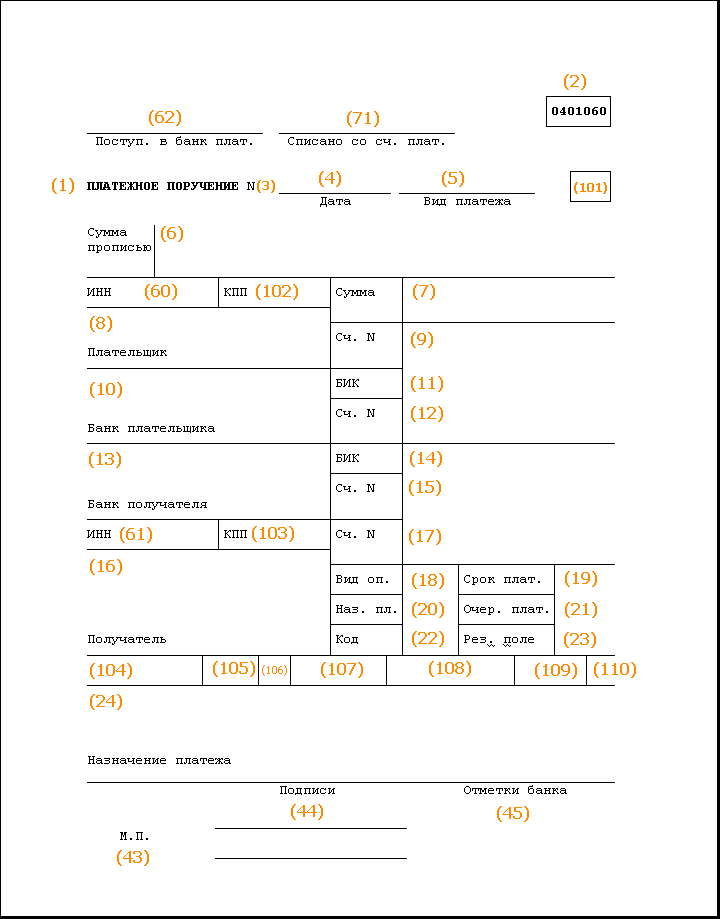 (2)
0401060
(62) (71)
Поступ. в банк плат. Списано со сч. плат.
(1) ПЛАТЕЖНОЕ ПОРУЧЕНИЕ N(3) (4) (5) (101)
Дата Вид платежа
Сумма прописью (6)
ИНН (60) КПП (102) Сумма (7)
(8)
Сч. N (9)
Плательщик
(10) БИК (11)
Сч. N (12)
Банк плательщика
(13) БИК (14)
Сч. N (15)
Банк получателя
ИНН (61) КПП (103) Сч. N (17)
(16)
Вид оп. (18) Срок плат. (19)
Наз. пл. (20) Очер. плат. (21)
Получатель Код (22) Рез. поле (23)
(104) (105) (106) (107) (108) (109) (110)
(24)
Назначение платежа
Подписи Отметки банка
(44) (45)
М.П.
(43)